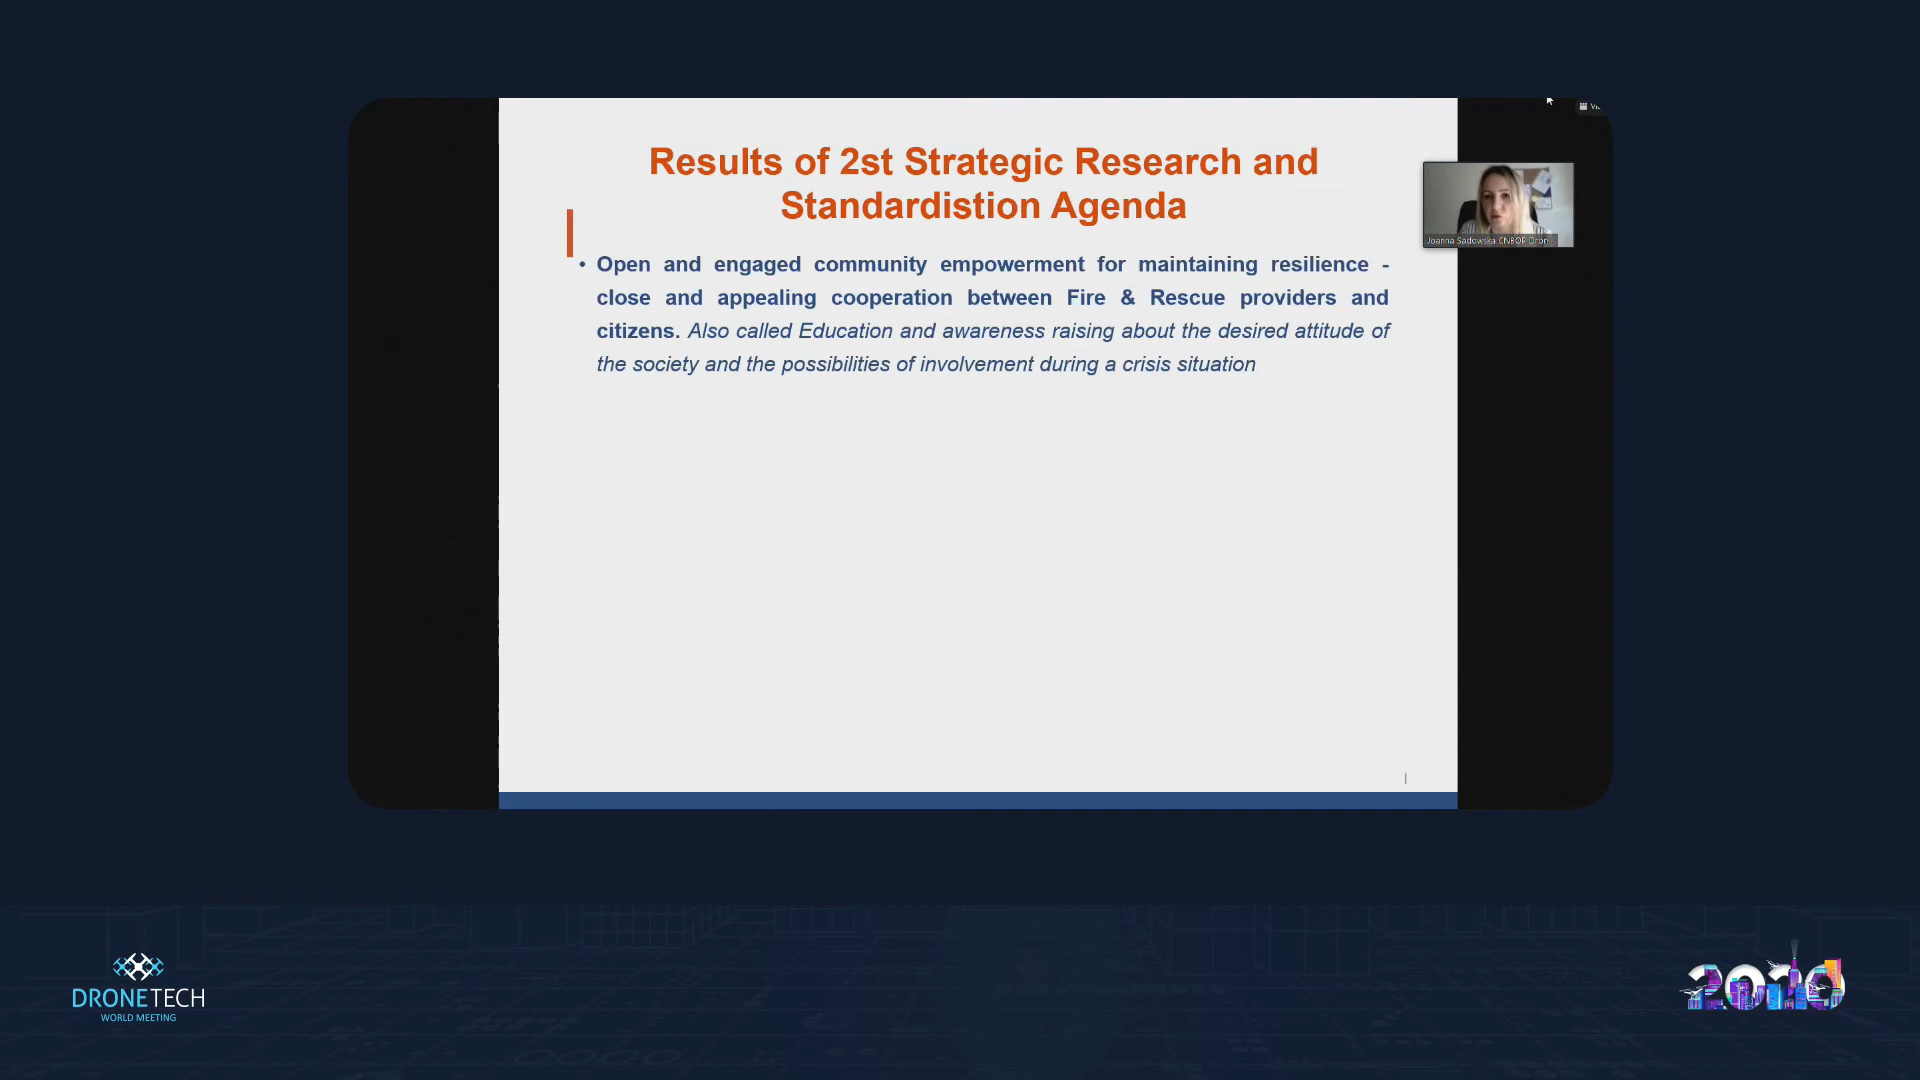 Results of 2st Strategic Research and
Standardistion Agenda
• Open and engaged community empowerment for maintaining resilience -
close and appealing cooperation between Fire & Rescue providers and
citizens. Also called Education and awareness raising about the desired attitude of
the society and the possibilities of involvement during a crisis situation
Joanna Sadowska CNBOP Dron...
DRONETECH
WORLD MEETING
2020